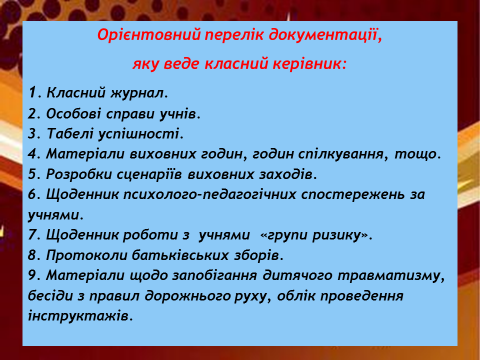 Орієнтовний перелік документації,
яку веде класний керівник:
1. Класний журнал.
2. Особові справи учнів.
3. Табелі успішності.
4. Матеріали виховних годин, годин спілкування, тощо.
5. Розробки сценаріїв виховних заходів.
6. Щоденник психолого-педагогічних спостережень за
учнями.
7. Щоденник роботи з учнями «групи ризику».
8. Протоколи батьківських зборів.
9. Матеріали щодо запобігання дитячого травматизму,
бесіди з правил дорожнього руху, облік проведення
інструктажів.